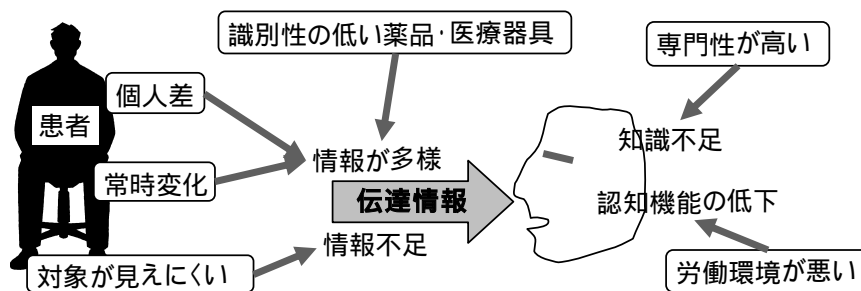 識別性の低い薬品・医療器具
専門性が高い
個人差
患者
知識不足
情報が多様
常時変化
伝達情報
認知機能の低下
情報不足
対象が見えにくい
労働環境が悪い